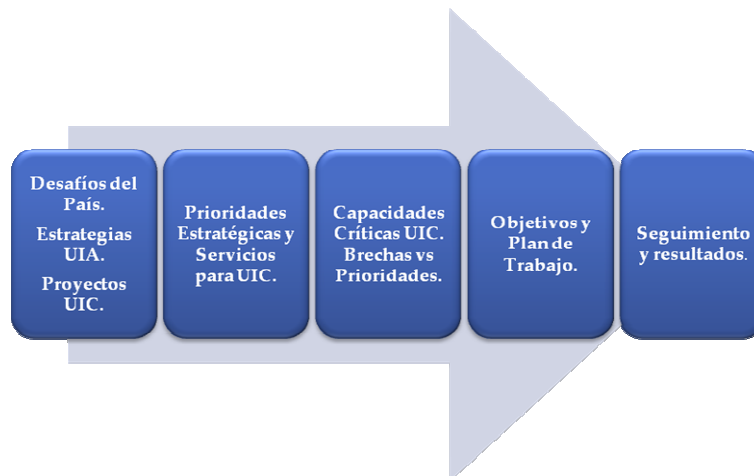 Desafíos del
País.
Estrategias
UIA.
Proyectos
UIC.
Prioridades
Estratégicas y
Servicios
para UIC.
Capacidades
Críticas UIC.
Brechas vs
Prioridades.
Objetivos y
Plan de
Trabajo.
Seguimiento
y resultados.